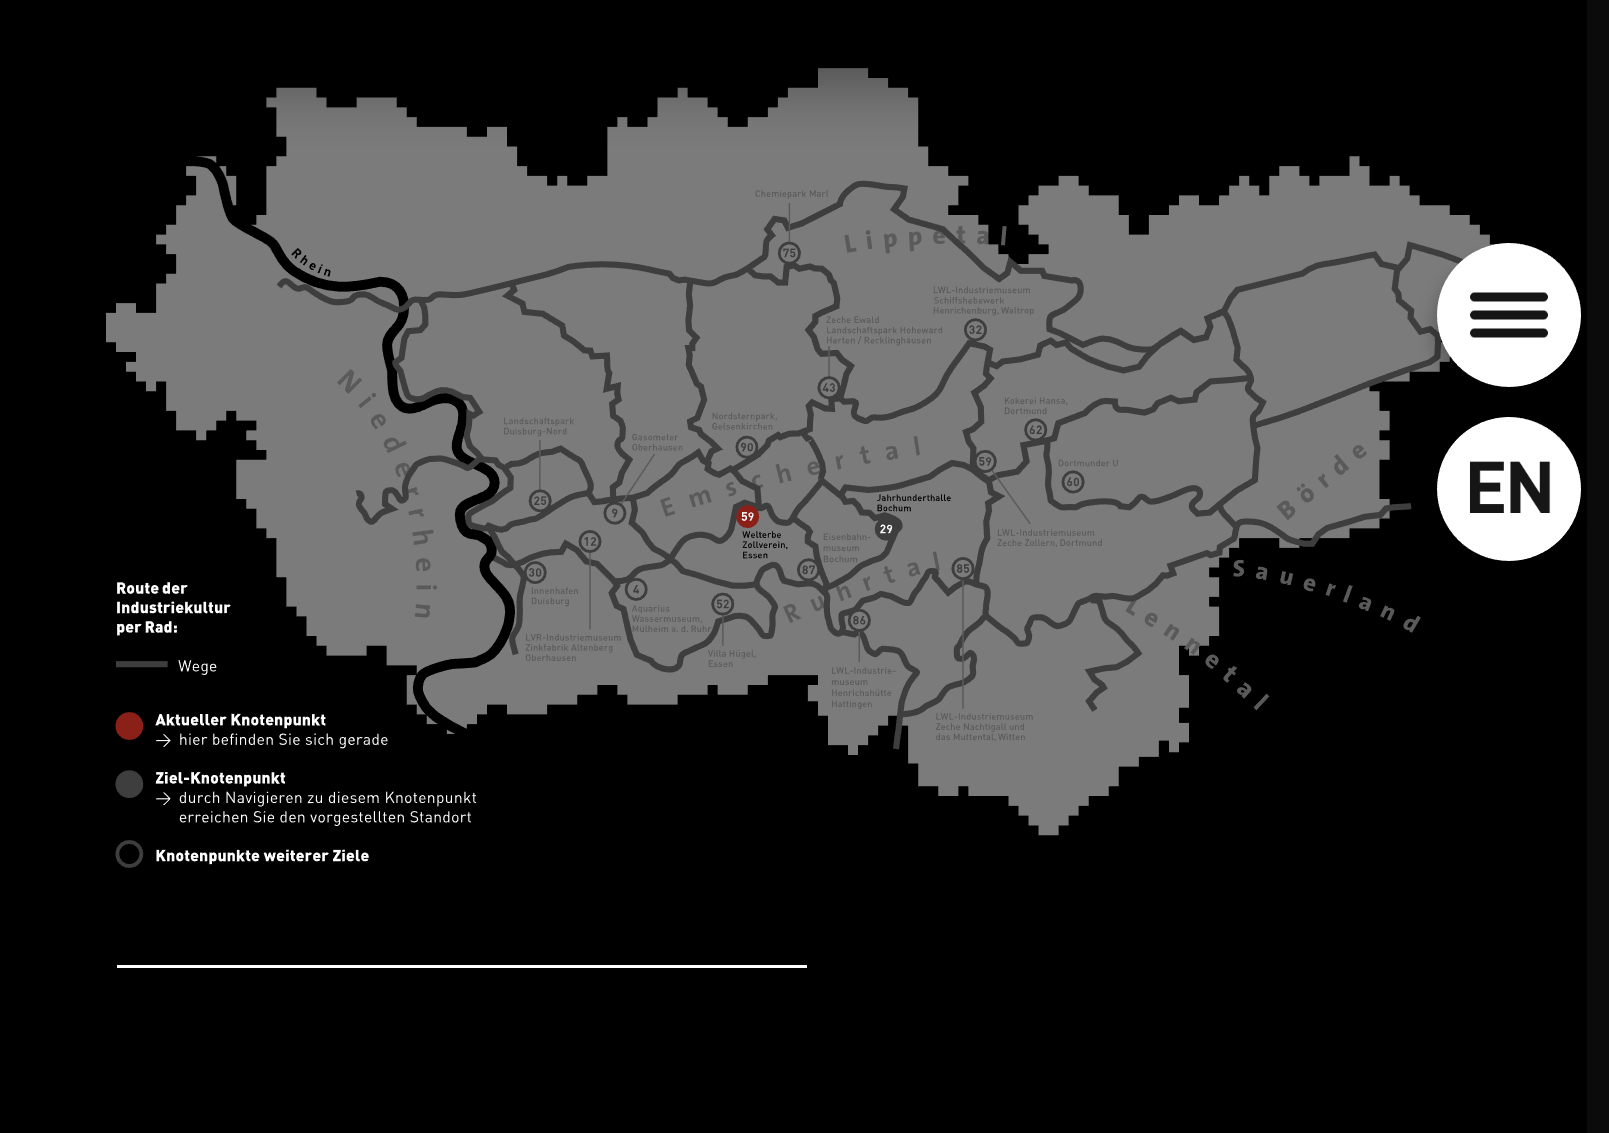 Chemiepark Marl
75
Lippetal
LWL-Industriemuseum
Schiffshebewerk
Henrichenburg, Waltrop
32
Rhein
Zeche Ewald
Landschaftspark Hoheward
Herten / Recklinghausen
43
Niederrhein
Landschaftspark
Duisburg-Nord
25
Gasometer
Oberhausen
9
Nordsternpark,
Gelsenkirchen
90
Emschertal
Kokerei Hansa,
Dortmund
62
59
Dortmunder U
60
Börde
EN
59
Welterbe
Zollverein,
Essen
Jahrhunderthalle
Bochum
29
Eisenbahn-
museum
Bochum
87
LWL-Industriemuseum
Zeche Zollern, Dortmund
12
30
Innenhafen
Duisburg
4
Aquarius
Wassermuseum,
Mülheim a. d. Ruhr
52
Villa Hügel,
Essen
LVR-Industriemuseum
Zinkfabrik Altenberg
Oberhausen
Ruhrtal
85
86
LWL-Industrie-
museum
Henrichshütte
Hattingen
LWL-Industriemuseum
Zeche Nachtigall und
das Muttental, Witten
Sauerland
Lennetal
Route der
Industriekultur
per Rad:
Wege
Aktueller Knotenpunkt
→ hier befinden Sie sich gerade
Ziel-Knotenpunkt
→ durch Navigieren zu diesem Knotenpunkt
erreichen Sie den vorgestellten Standort
Knotenpunkte weiterer Ziele